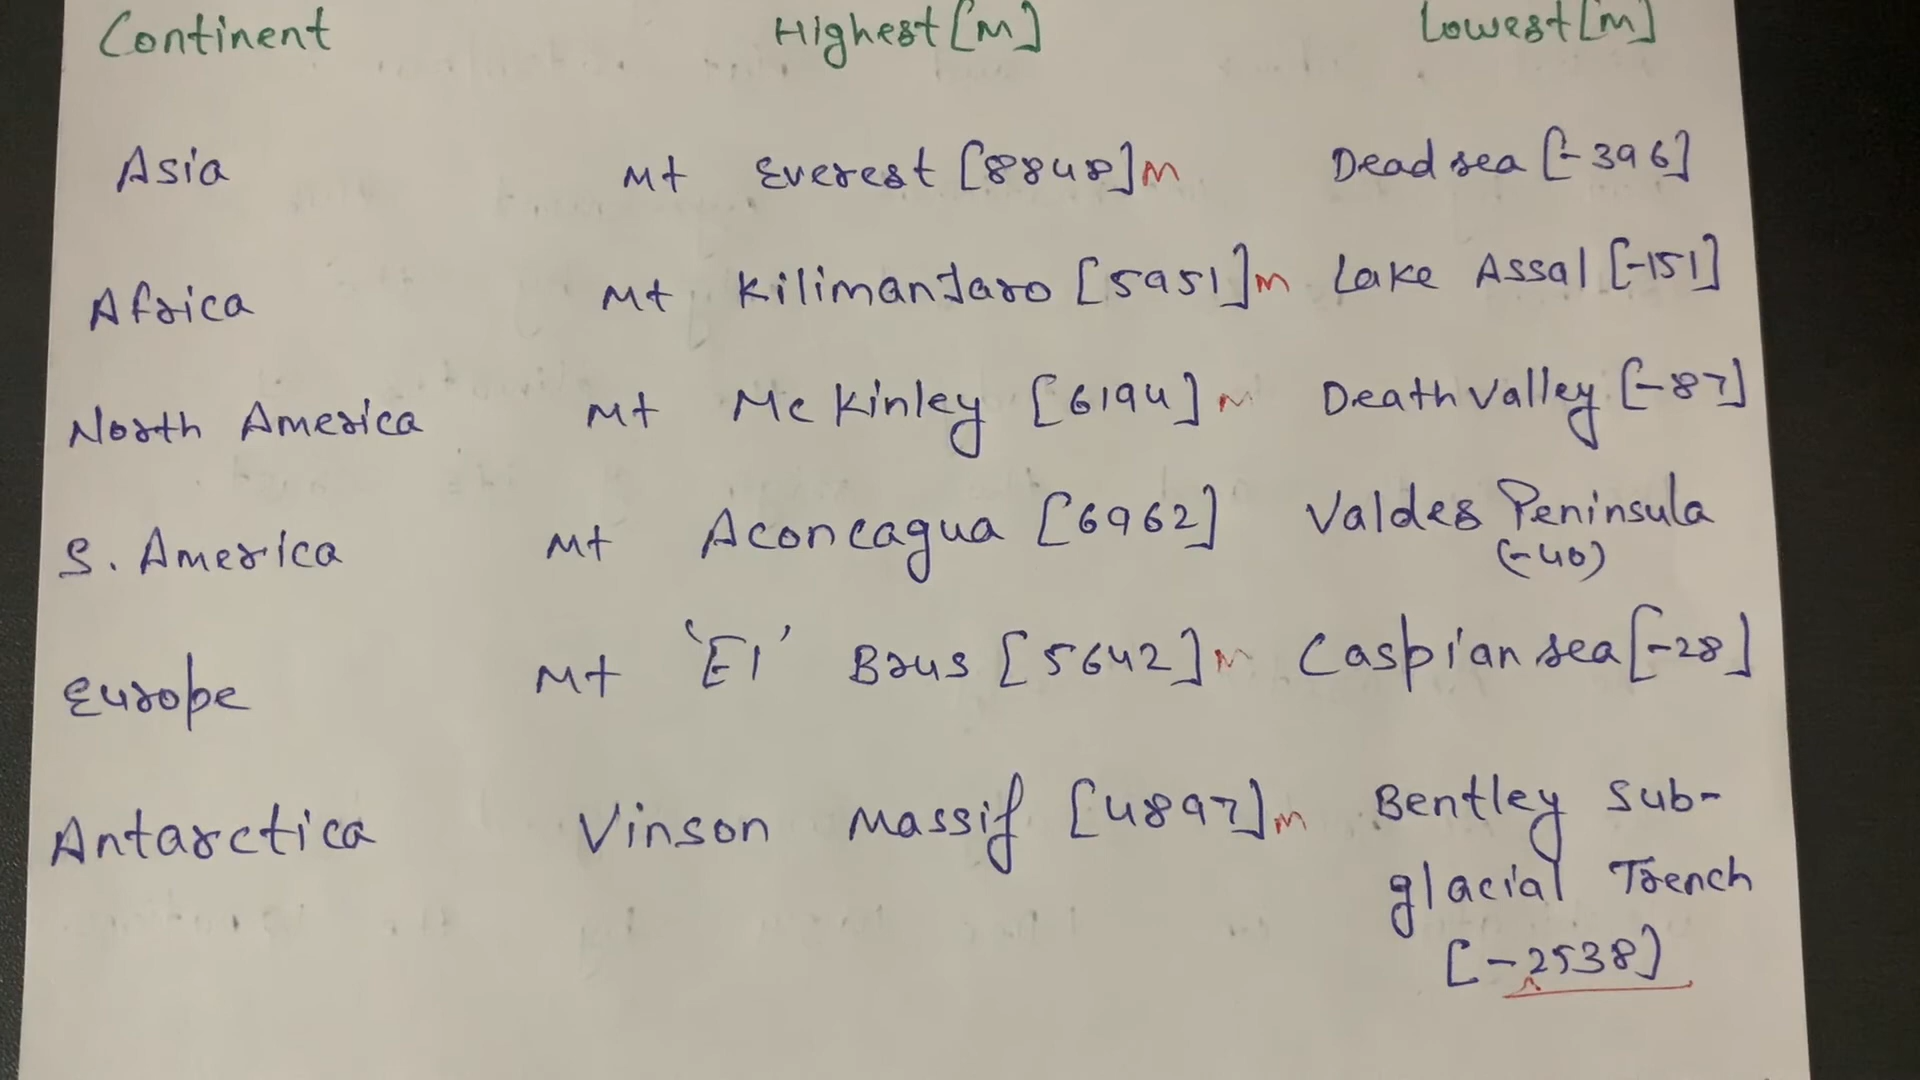 Continent Highest [M] Lowest [M]
Asia Mt Everest [8848] M Dead sea [-396]
Africa Mt KilimanJaro [5951] M Lake Assal [-151]
North America Mt Mc Kinley [6194] M Death Valley [-87]
S. America Mt Aconcagua [6962] Valdes Peninsula
(-40)
Europe Mt 'El' Brus [5642] M Caspian sea [-28]
Antarctica Vinson Massif [4897] M Bentley Sub-
glacial Trench
[-2538]